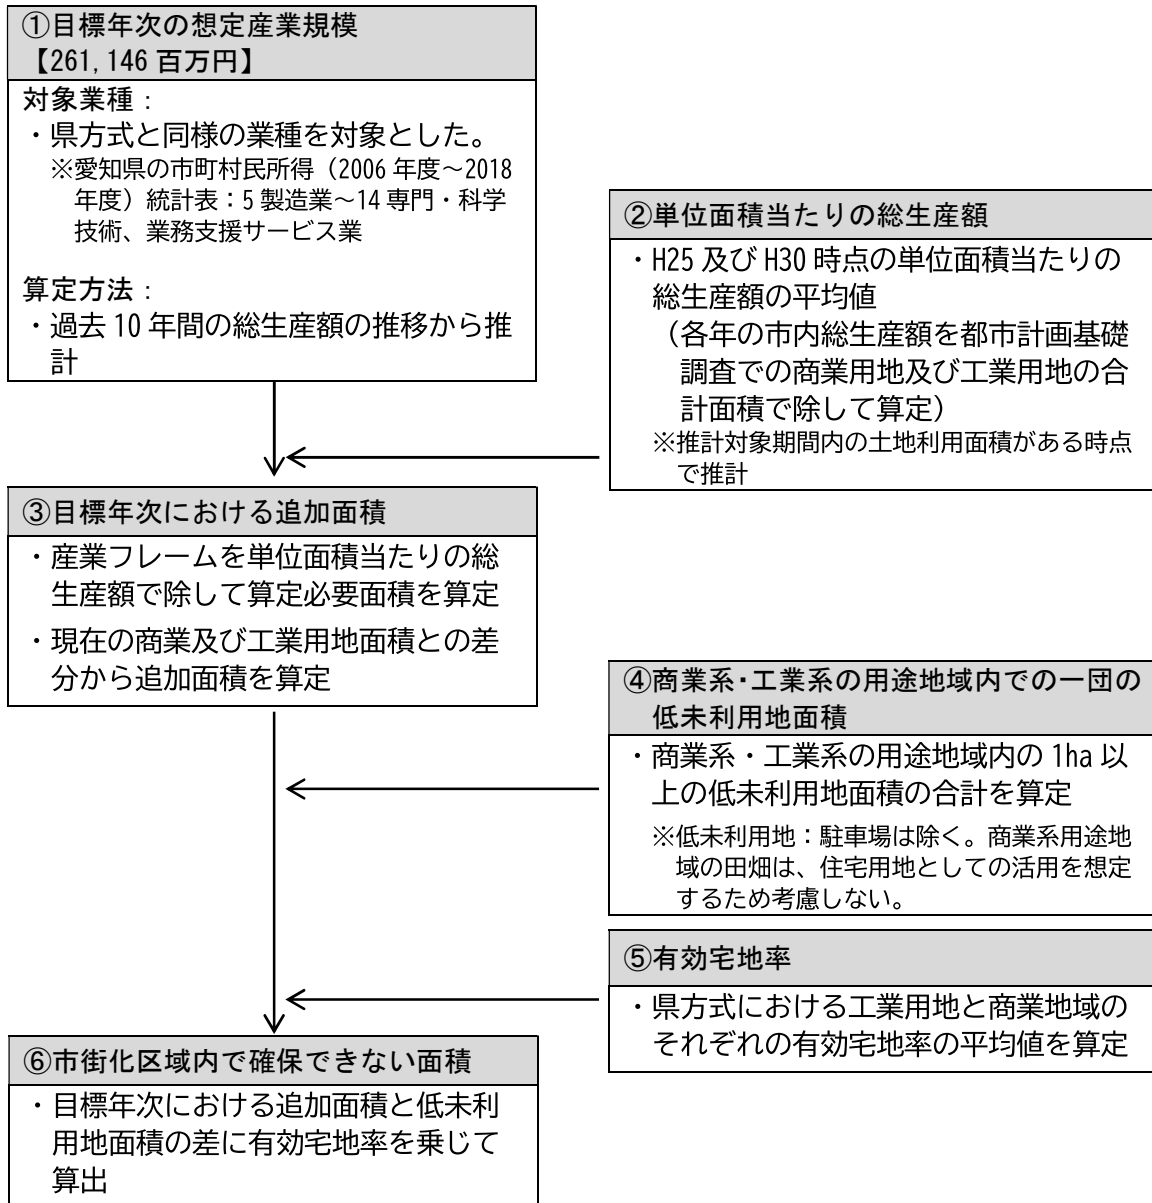 ①目標年次の想定産業規模
【261,146 百万円】
対象業種：
・県方式と同様の業種を対象とした。
※愛知県の市町村民所得（2006 年度～2018
年度）統計表：5 製造業～14 専門・科学
技術、業務支援サービス業
算定方法：
・過去 10 年間の総生産額の推移から推
計
②単位面積当たりの総生産額
・H25 及び H30 時点の単位面積当たりの
総生産額の平均値
（各年の市内総生産額を都市計画基礎
調査での商業用地及び工業用地の合
計面積で除して算定）
※推計対象期間内の土地利用面積がある時点
で推計
③目標年次における追加面積
・産業フレームを単位面積当たりの総
生産額で除して算定必要面積を算定
・現在の商業及び工業用地面積との差
分から追加面積を算定
④商業系・工業系の用途地域内での一団の
低未利用地面積
・商業系・工業系の用途地域内の 1ha 以
上の低未利用地面積の合計を算定
※低未利用地：駐車場は除く。商業系用途地
域の田畑は、住宅用地としての活用を想定
するため考慮しない。
⑤有効宅地率
・県方式における工業用地と商業地域の
それぞれの有効宅地率の平均値を算定
⑥市街化区域内で確保できない面積
・目標年次における追加面積と低未利
用地面積の差に有効宅地率を乗じて
算出